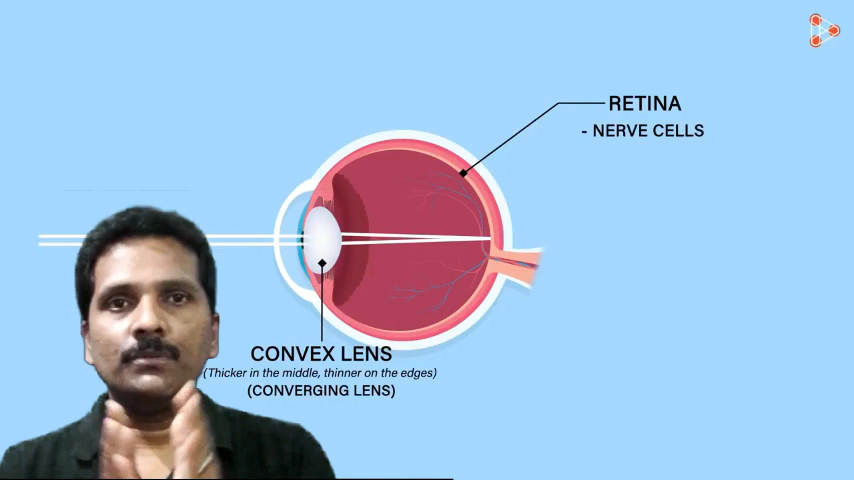 RETINA
- NERVE CELLS
CONVEX LENS
(Thicker in the middle, thinner on the edges)
(CONVERGING LENS)